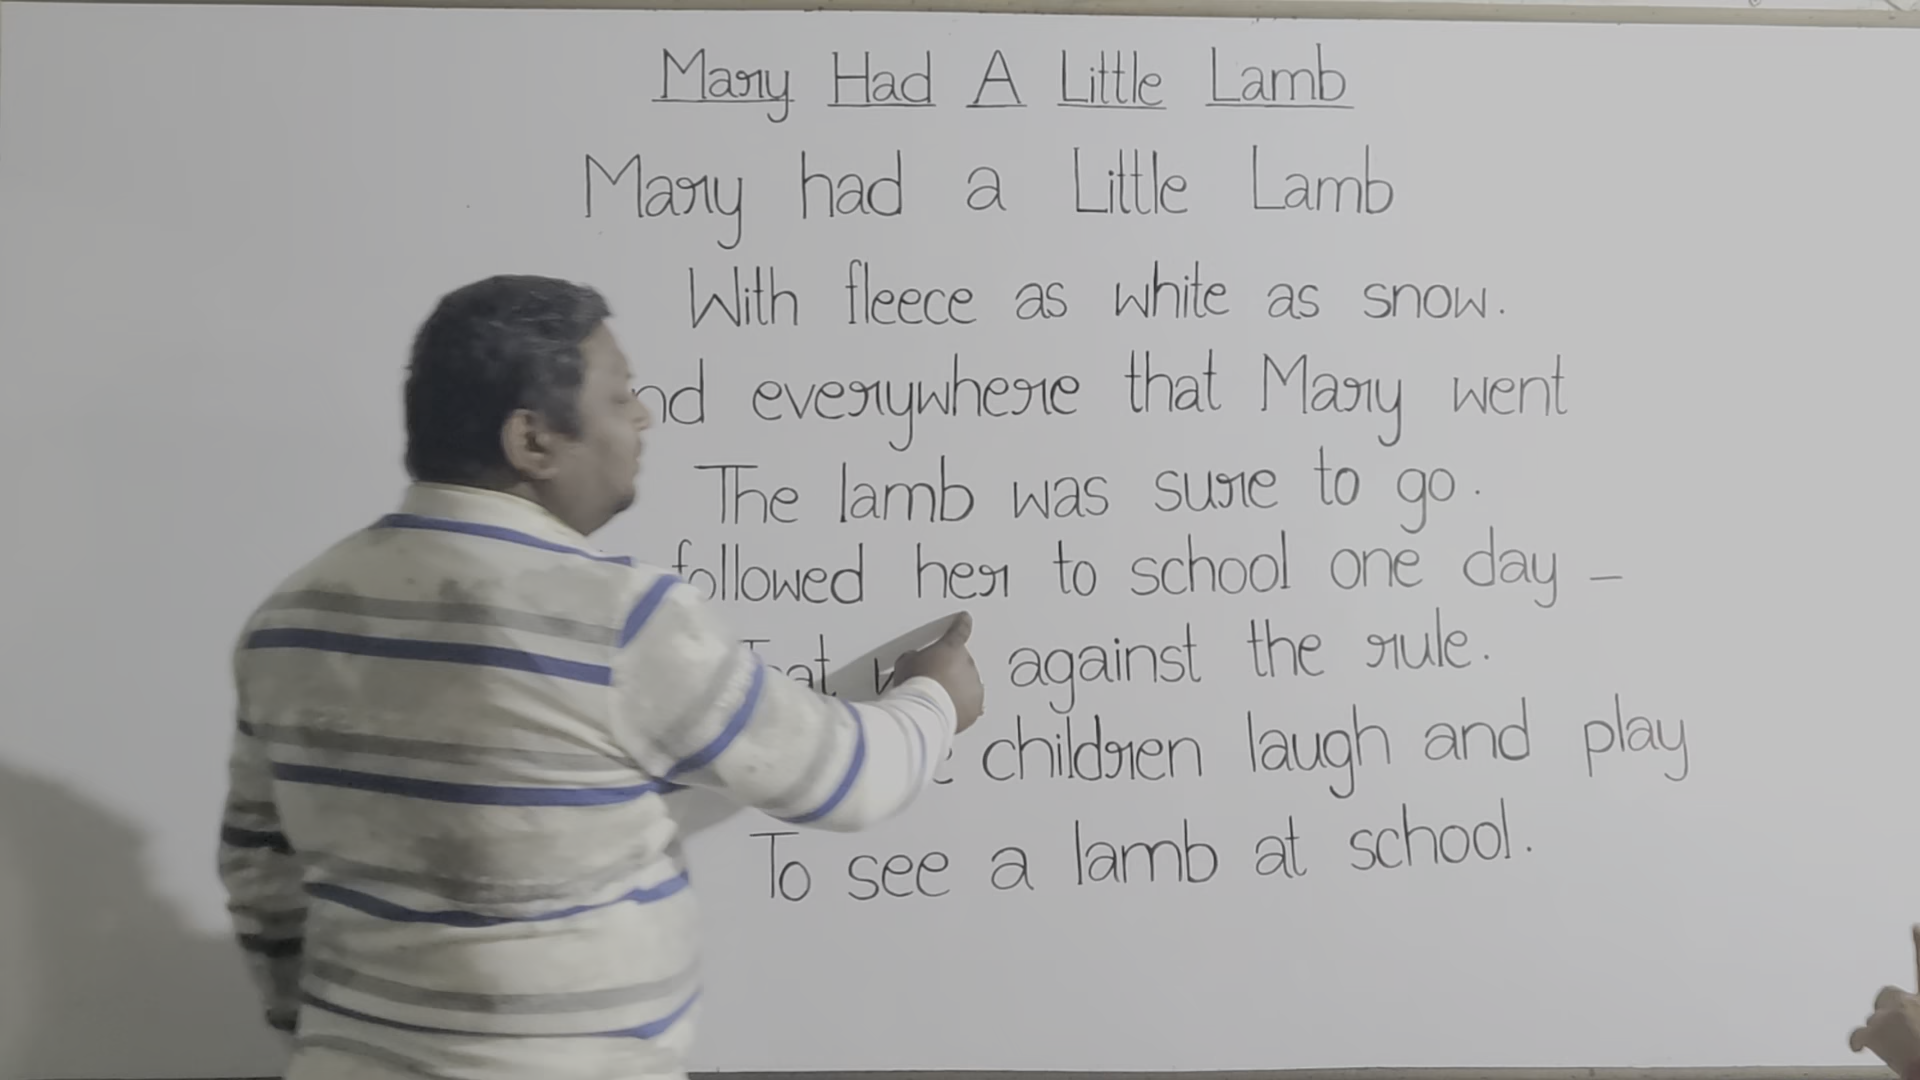 Mary Had A Little Lamb
Mary had a Little Lamb
With fleece as white as snow.
nd everywhere that Mary went
The lamb was sure to go.
followed her to school one day –
against the rule.
children laugh and play
To see a lamb at school.